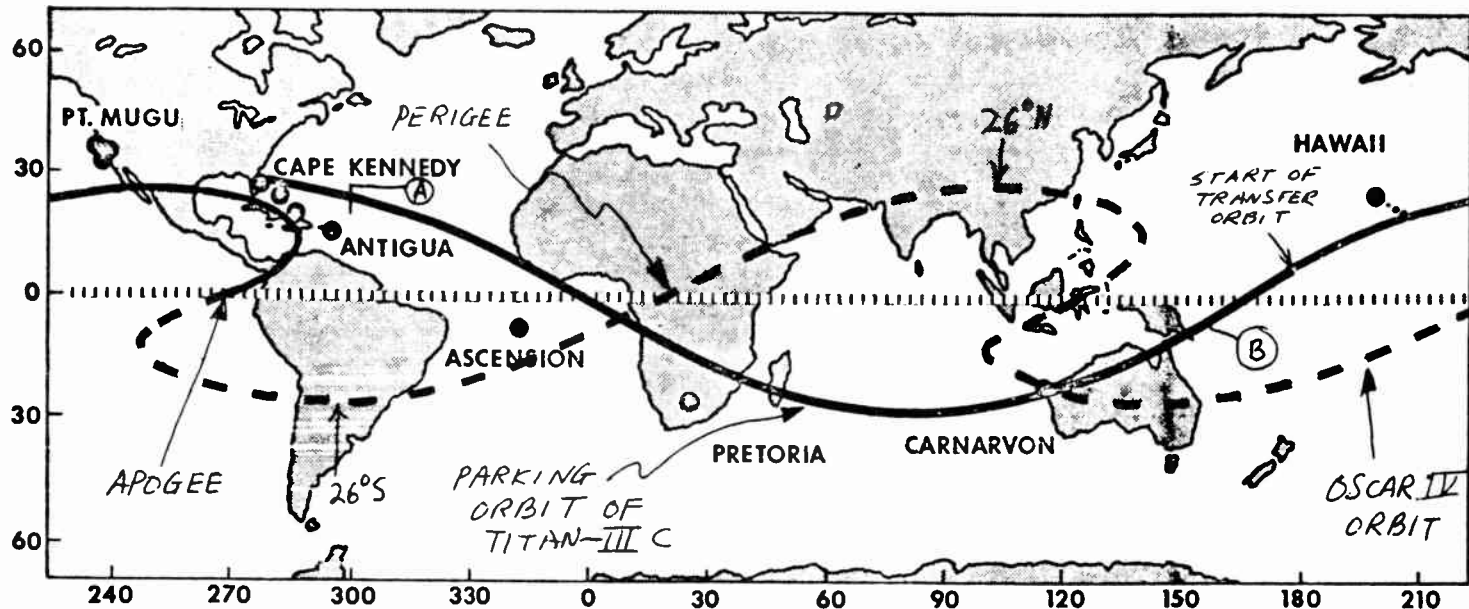 60
PT. MUGU
PERIGEE
26°N
HAWAII
30
CAPE KENNEDY
A
START OF
TRANSFER
ORBIT
ANTIGUA
0
ASCENSION
B
30
PRETORIA
CARNARVON
APOGEE
26°S
PARKING
ORBIT OF
TITAN-III C
OSCAR IV
ORBIT
60
240 270 300 330 0 30 60 90 120 150 180 210